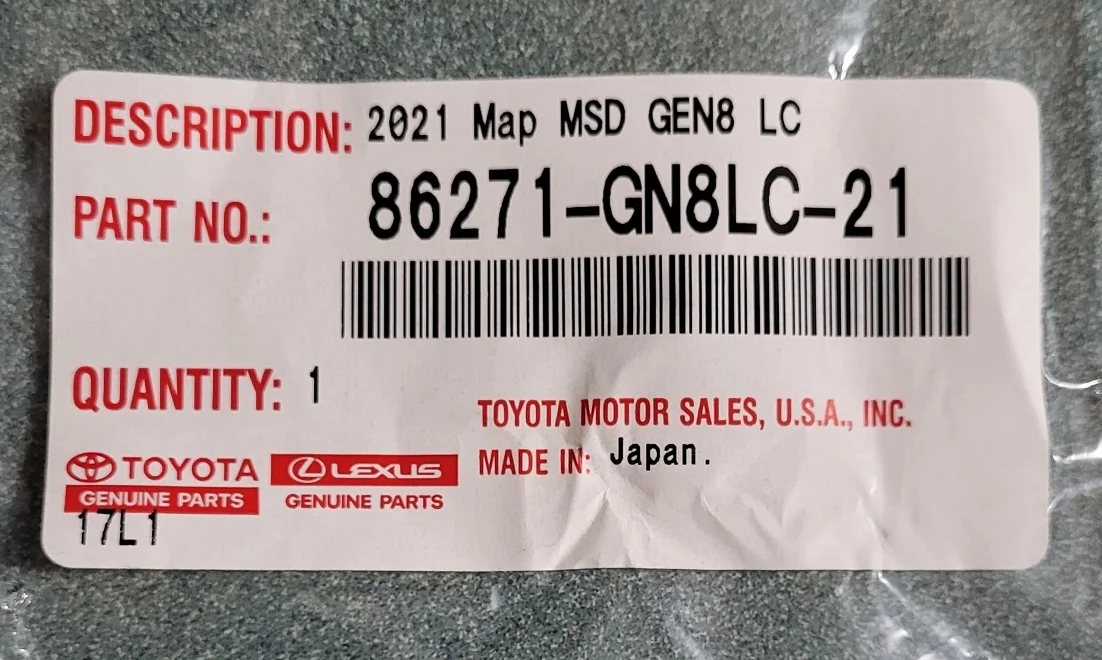 DESCRIPTION: 2021 Map MSD GEN8 LC
PART NO.: 86271-GN8LC-21
QUANTITY: 1
TOYOTA MOTOR SALES, U.S.A., INC.
MADE IN: Japan.
TOYOTA
GENUINE PARTS
LEXUS
GENUINE PARTS
17L1